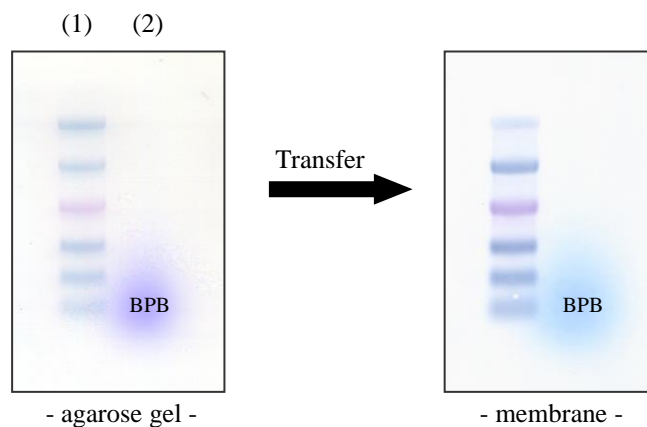 (1) (2)
Transfer
BPB
BPB
- agarose gel -
- membrane -